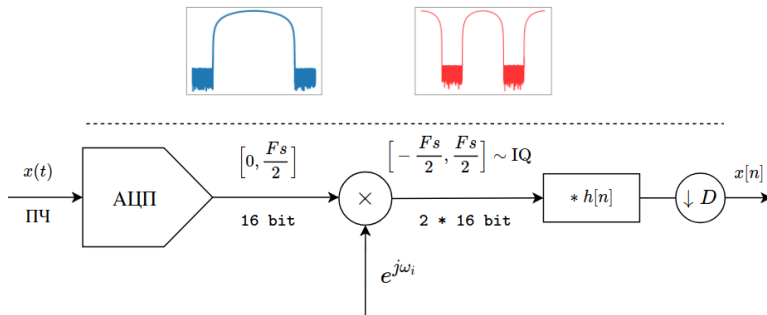 x(t)
ПЧ
АЦП
[0, Fs/2]
16 bit
×
e^{jω_i}
[-Fs/2, Fs/2] ~ IQ
2 * 16 bit
* h[n]
↓ D
x[n]